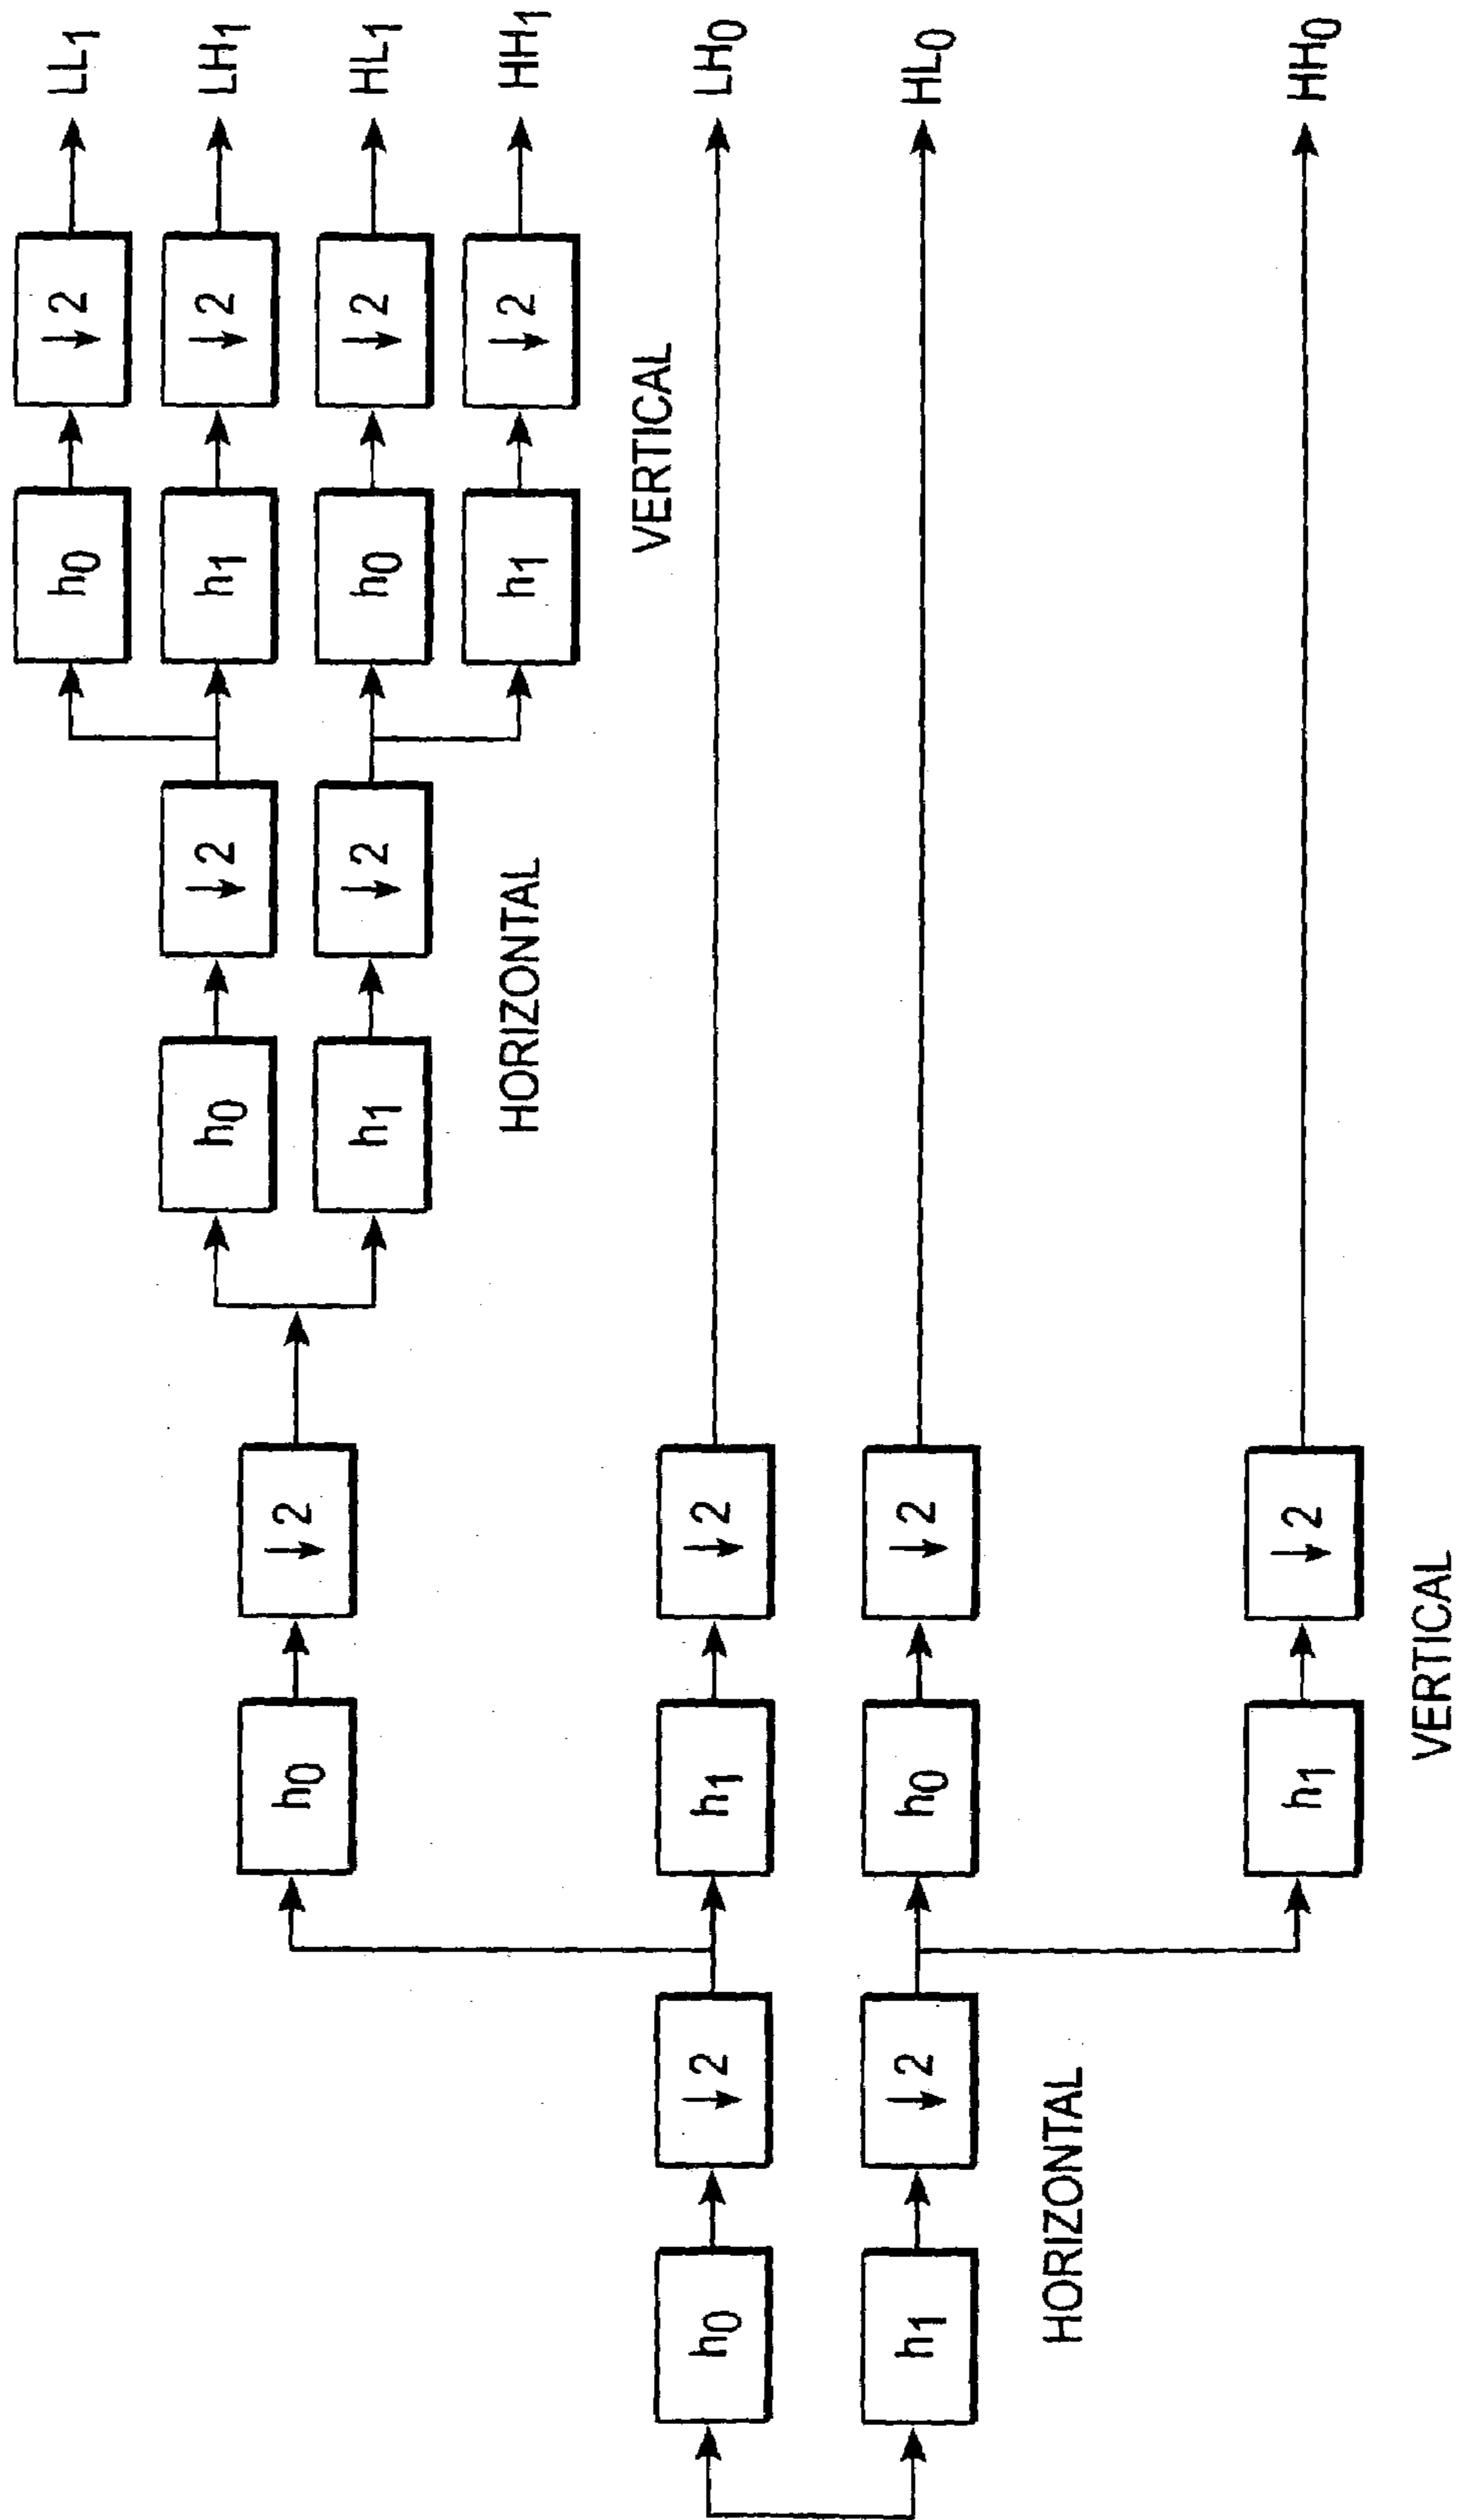 h0
↓2
h1
↓2
HORIZONTAL
h0
↓2
h1
↓2
h0
↓2
h1
↓2
VERTICAL
h0
↓2
h1
↓2
HORIZONTAL
h0
↓2
LL1
h1
↓2
LH1
h0
↓2
HL1
h1
↓2
HH1
VERTICAL
LH0
HL0
HH0